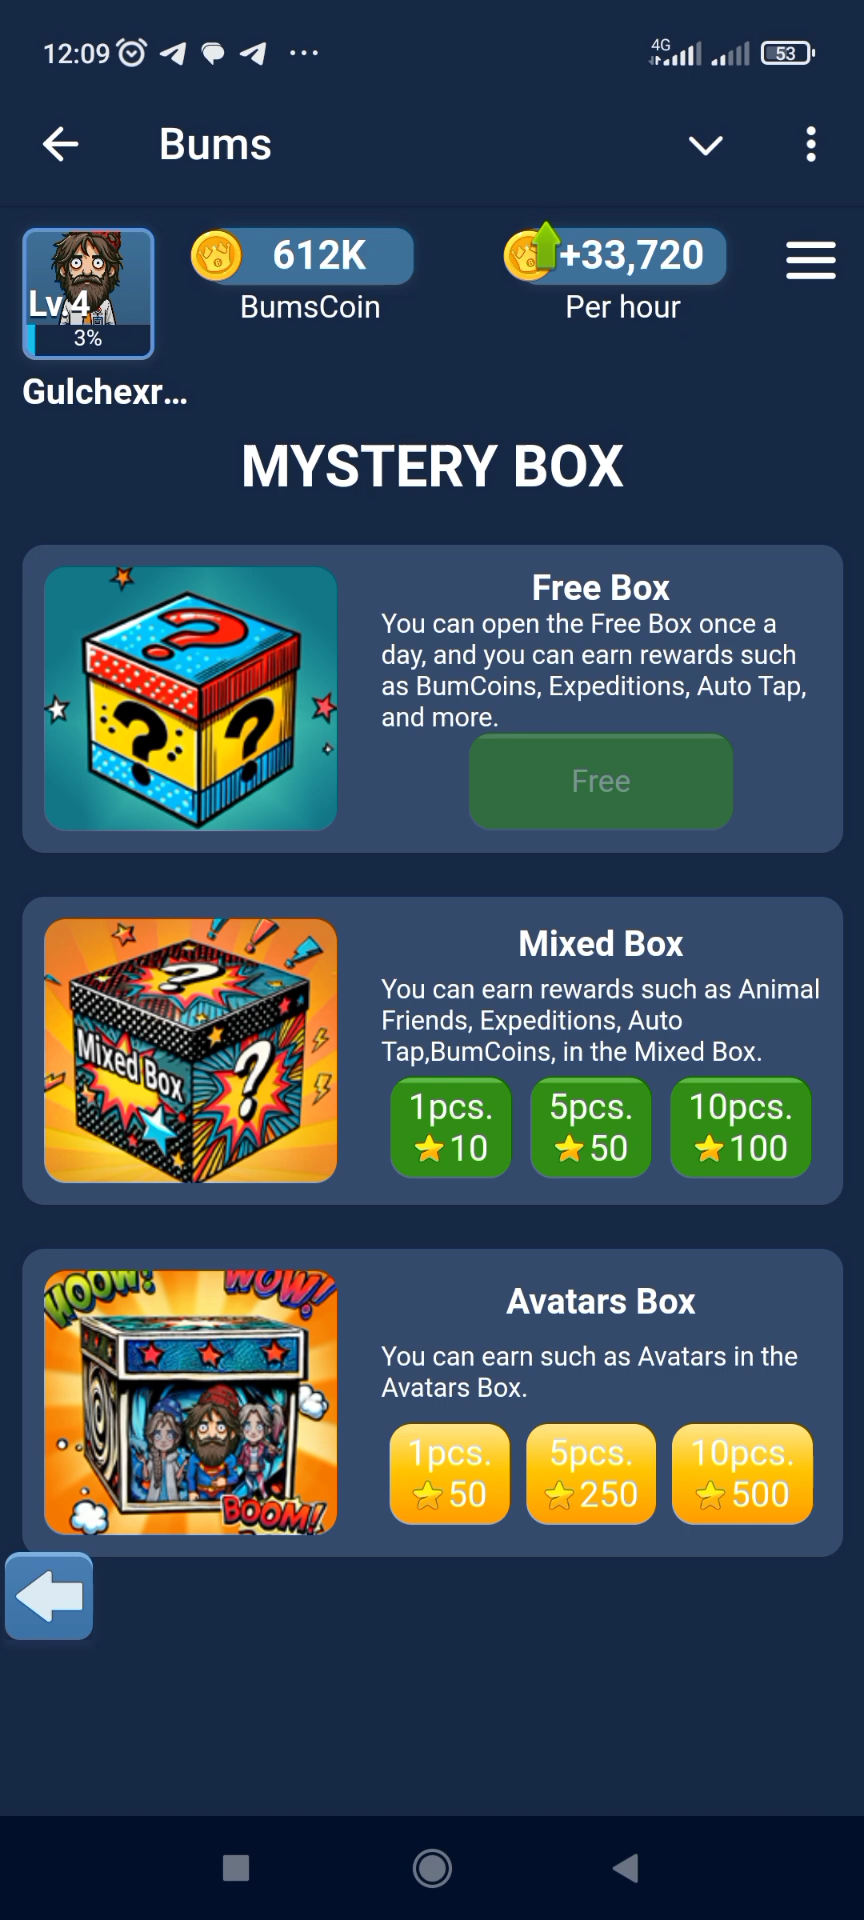 12:09
4G
53
Bums
612K
+33,720
BumsCoin
Per hour
Lv.4
3%
Gulchexr...
MYSTERY BOX
Free Box
You can open the Free Box once a
day, and you can earn rewards such
as BumCoins, Expeditions, Auto Tap,
and more.
Free
Mixed Box
Mixed Box
You can earn rewards such as Animal
Friends, Expeditions, Auto
Tap,BumCoins, in the Mixed Box.
1pcs. 5pcs. 10pcs.
10 50 100
WOW!
Avatars Box
You can earn such as Avatars in the
Avatars Box.
1pcs. 5pcs. 10pcs.
50 250 500
BOOM!